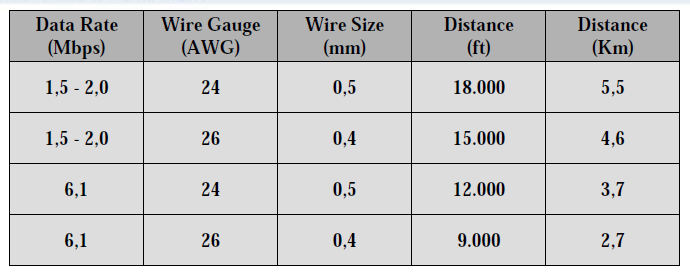 Data Rate (Mbps) Wire Gauge (AWG) Wire Size (mm) Distance (ft) Distance (Km)
1,5 - 2,0 24 0,5 18.000 5,5
1,5 - 2,0 26 0,4 15.000 4,6
6,1 24 0,5 12.000 3,7
6,1 26 0,4 9.000 2,7